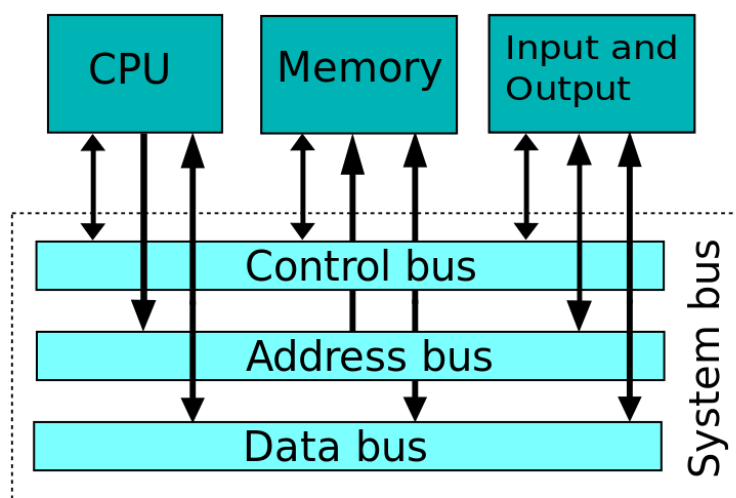 CPU
Memory
Input and
Output
Control bus
Address bus
Data bus
System bus